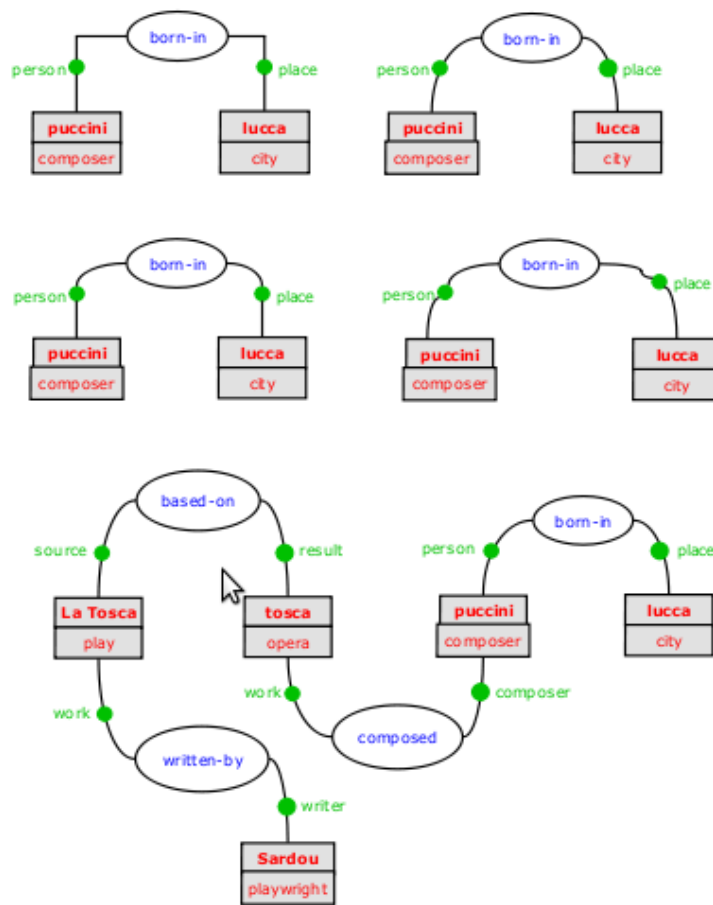 born-in
person
place
puccini
composer
lucca
city
born-in
person
place
puccini
composer
lucca
city
born-in
person
place
puccini
composer
lucca
city
born-in
person
place
puccini
composer
lucca
city
based-on
source
result
La Tosca
play
tosca
opera
born-in
person
place
puccini
composer
lucca
city
work
composer
composed
work
written-by
writer
Sardou
playwright